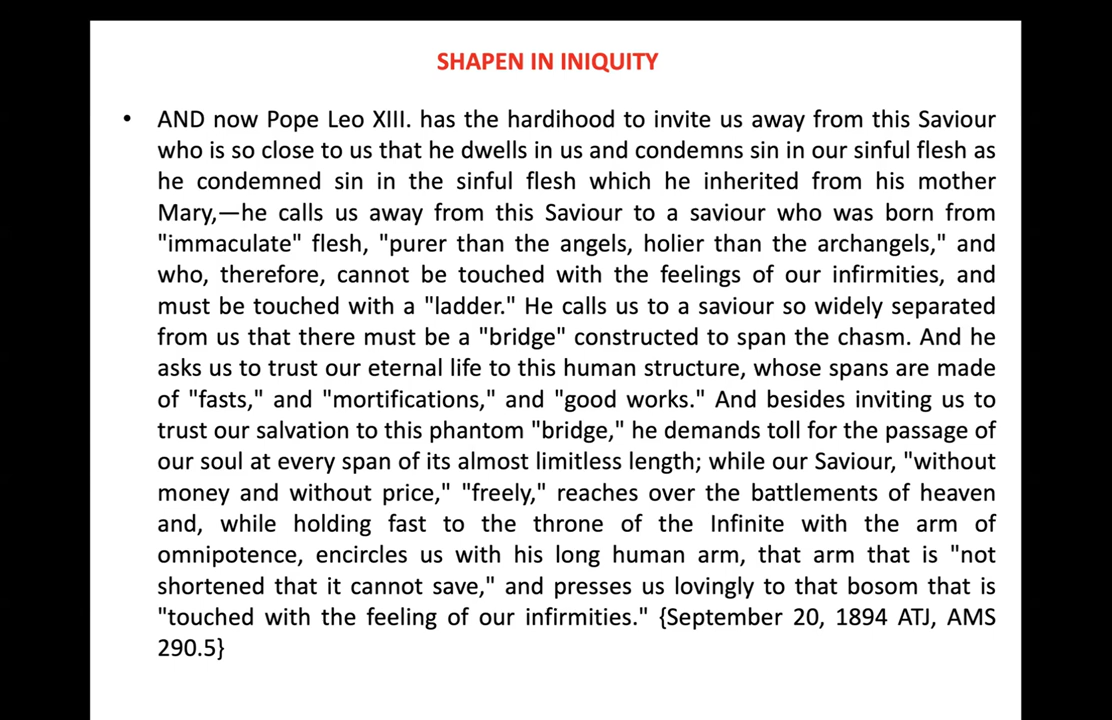 SHAPEN IN INIQUITY
• AND now Pope Leo XIII. has the hardihood to invite us away from this Saviour
who is so close to us that he dwells in us and condemns sin in our sinful flesh as
he condemned sin in the sinful flesh which he inherited from his mother
Mary,—he calls us away from this Saviour to a saviour who was born from
"immaculate" flesh, "purer than the angels, holier than the archangels," and
who, therefore, cannot be touched with the feelings of our infirmities, and
must be touched with a "ladder." He calls us to a saviour so widely separated
from us that there must be a "bridge" constructed to span the chasm. And he
asks us to trust our eternal life to this human structure, whose spans are made
of "fasts," and "mortifications," and "good works." And besides inviting us to
trust our salvation to this phantom "bridge," he demands toll for the passage of
our soul at every span of its almost limitless length; while our Saviour, "without
money and without price," "freely," reaches over the battlements of heaven
and, while holding fast to the throne of the Infinite with the arm of
omnipotence, encircles us with his long human arm, that arm that is "not
shortened that it cannot save," and presses us lovingly to that bosom that is
"touched with the feeling of our infirmities." {September 20, 1894 ATJ, AMS
290.5}